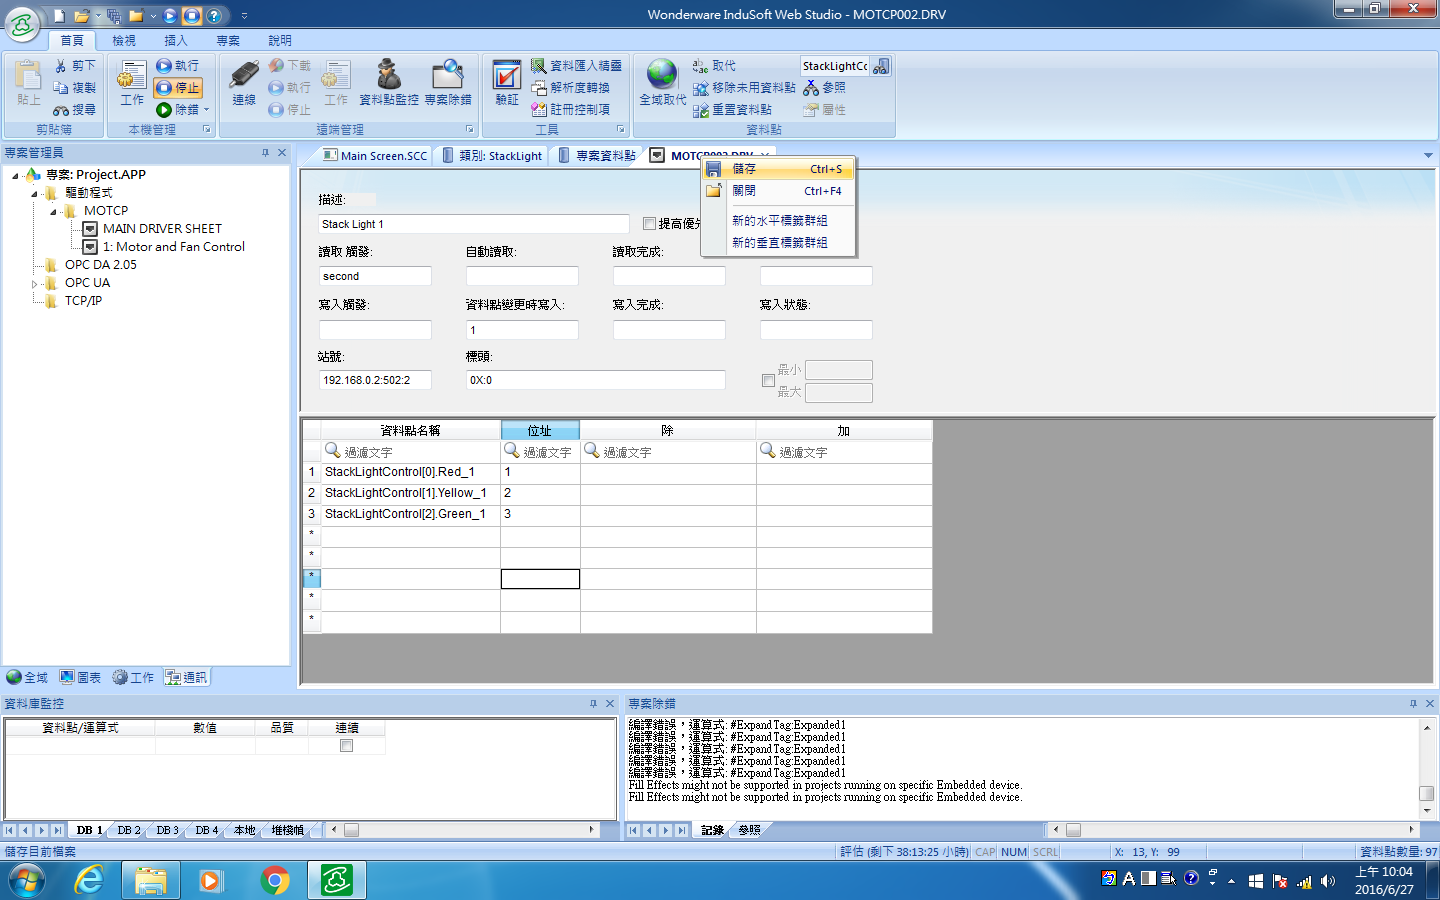 Wonderware InduSoft Web Studio - MOTCP002.DRV
首頁 檢視 插入 專案 說明
貼上 剪下 複製 搜尋
剪貼簿
工作 執行 停止 除錯
本機管理
連線 下載 執行 停止 工作 資料點監控 專案除錯
遠端管理
驗証 資料匯入精靈 解析度轉換 註冊控制項
工具
全域取代 取代 移除未用資料點 重置資料點 StackLightCc 參照 屬性
資料點
專案管理員
專案: Project.APP
驅動程式
MOTCP
MAIN DRIVER SHEET
1: Motor and Fan Control
OPC DA 2.05
OPC UA
TCP/IP
全域 圖表 工作 通訊
Main Screen.SCC 類別: StackLight 專案資料點 MOTCP002.DRV
儲存 Ctrl+S
關閉 Ctrl+F4
新的水平標籤群組
新的垂直標籤群組
描述:
Stack Light 1 提高優先
讀取 觸發: 自動讀取: 讀取完成:
second
寫入觸發: 資料點變更時寫入: 寫入完成: 寫入狀態:
1
站號: 標頭:
192.168.0.2:502:2 0X:0
最小
最大
資料點名稱 位址 除 加
過濾文字 過濾文字 過濾文字 過濾文字
1 StackLightControl[0].Red_1 1
2 StackLightControl[1].Yellow_1 2
3 StackLightControl[2].Green_1 3
*
*
*
*
*
資料庫監控
資料點/運算式 數值 品質 連續
DB 1 DB 2 DB 3 DB 4 本地 堆棧幀
專案除錯
編譯錯誤，運算式: #ExpandTag:Expanded1
編譯錯誤，運算式: #ExpandTag:Expanded1
編譯錯誤，運算式: #ExpandTag:Expanded1
編譯錯誤，運算式: #ExpandTag:Expanded1
編譯錯誤，運算式: #ExpandTag:Expanded1
Fill Effects might not be supported in projects running on specific Embedded device.
Fill Effects might not be supported in projects running on specific Embedded device.
記錄 參照
儲存目前檔案 評估 (剩下 38:13:25 小時) CAP NUM SCRL X: 13, Y: 99 資料點數量: 97
上午 10:04
2016/6/27